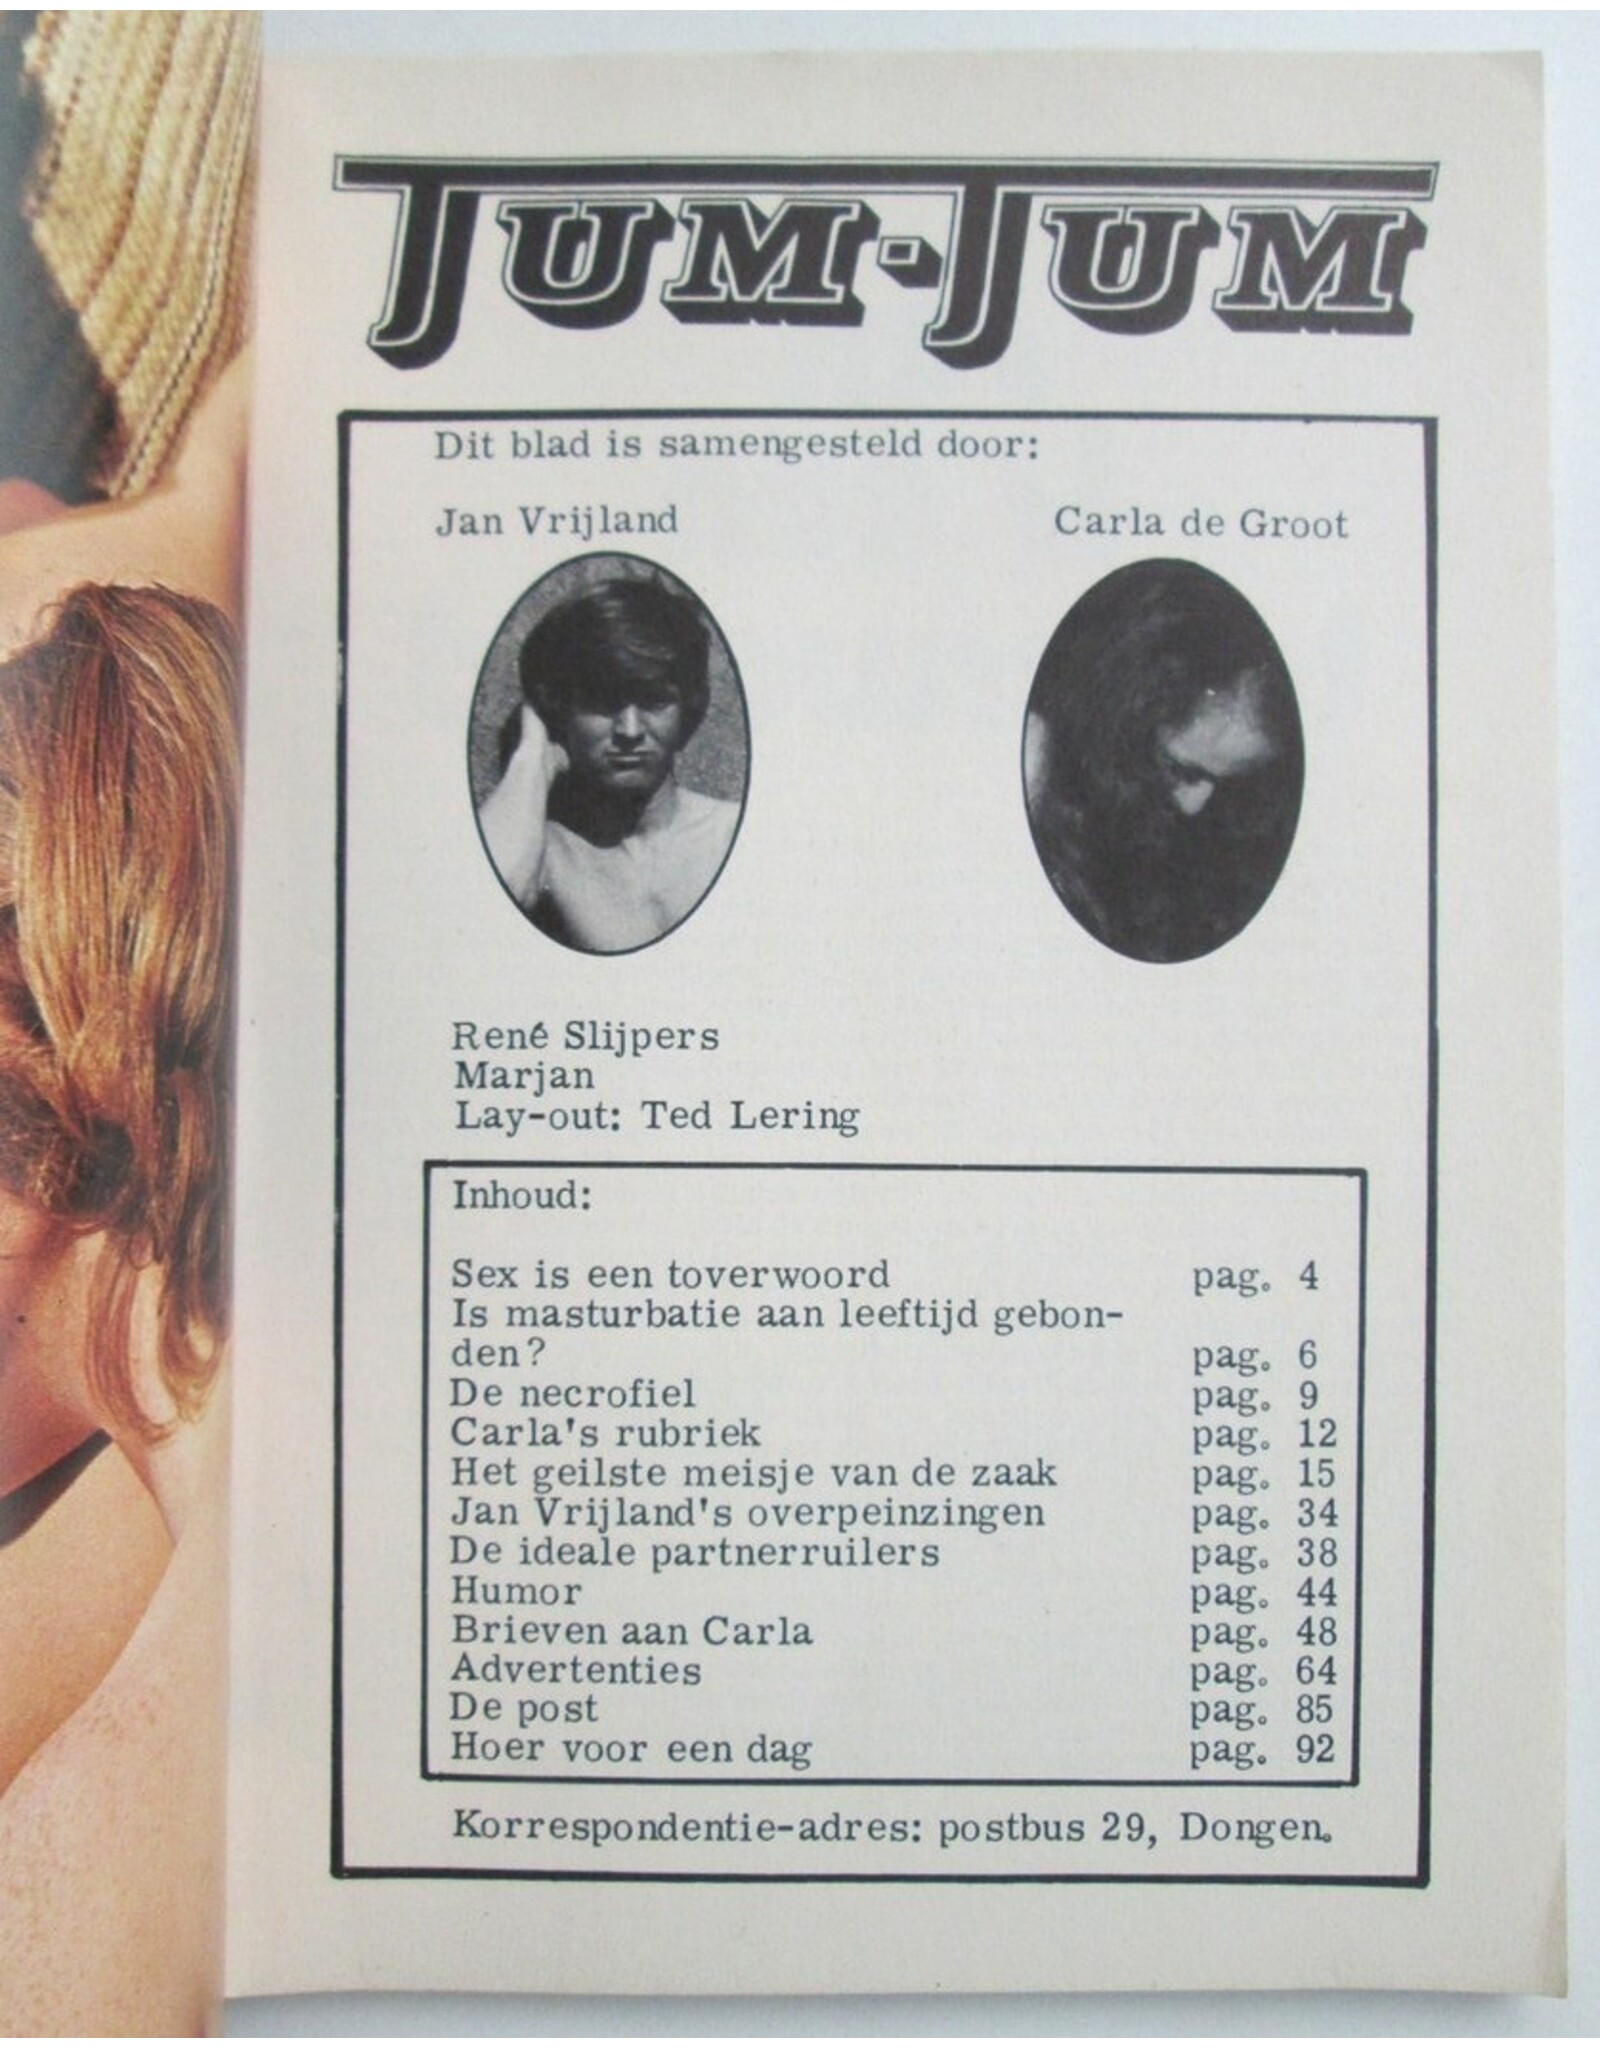 TUM-TUM
Dit blad is samengesteld door:
Jan Vrijland Carla de Groot
René Slijpers
Marjan
Lay-out: Ted Lering
Inhoud:
Sex is een toverwoord pag. 4
Is masturbatie aan leeftijd gebon-
den? pag. 6
De necrofiel pag. 9
Carla's rubriek pag. 12
Het geilste meisje van de zaak pag. 15
Jan Vrijland's overpeinzingen pag. 34
De ideale partnerruilers pag. 38
Humor pag. 44
Brieven aan Carla pag. 48
Advertenties pag. 64
De post pag. 85
Hoer voor een dag pag. 92
Korrespondentie-adres: postbus 29, Dongen.